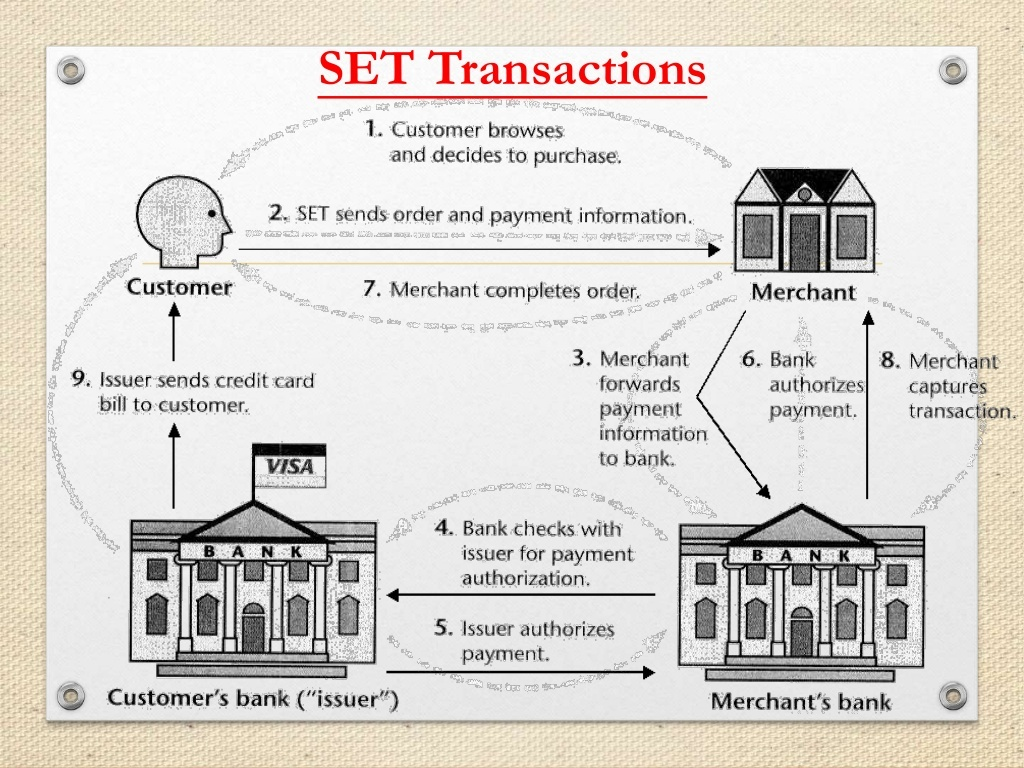 SET Transactions
1. Customer browses
and decides to purchase.
2. SET sends order and payment information.
Customer
7. Merchant completes order.
Merchant
3. Merchant
forwards
payment
information
to bank.
6. Bank
authorizes
payment.
8. Merchant
captures
transaction.
9. Issuer sends credit card
bill to customer.
VISA
BANK
4. Bank checks with
issuer for payment
authorization.
5. Issuer authorizes
payment.
BANK
Customer's bank ("issuer")
Merchant's bank